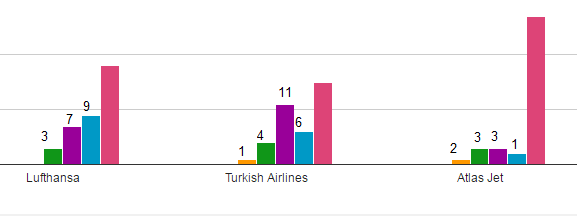 3 7 9
1 4 11 6
2 3 3 1
Lufthansa Turkish Airlines Atlas Jet